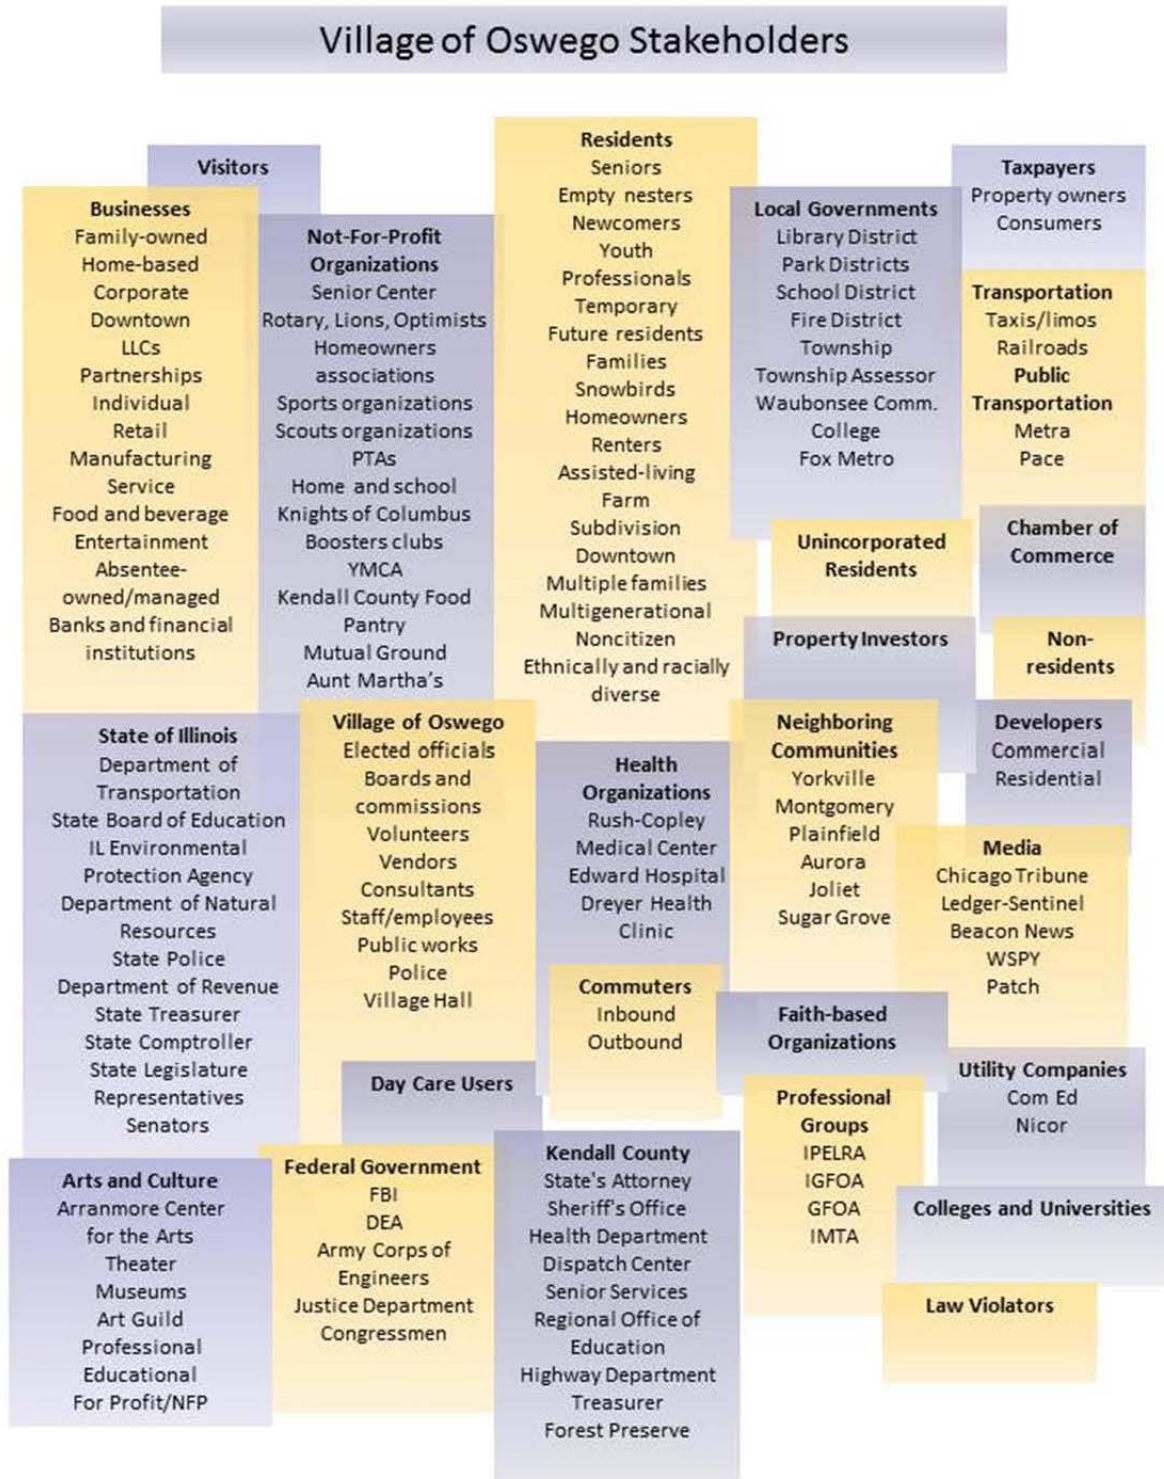 Village of Oswego Stakeholders
Visitors
Businesses
Family-owned
Home-based
Corporate
Downtown
LLCs
Partnerships
Individual
Retail
Manufacturing
Service
Food and beverage
Entertainment
Absentee-
owned/managed
Banks and financial
institutions
Not-For-Profit
Organizations
Senior Center
Rotary, Lions, Optimists
Homeowners
associations
Sports organizations
Scouts organizations
PTAs
Home and school
Knights of Columbus
Boosters clubs
YMCA
Kendall County Food
Pantry
Mutual Ground
Aunt Martha's
Residents
Seniors
Empty nesters
Newcomers
Youth
Professionals
Temporary
Future residents
Families
Snowbirds
Homeowners
Renters
Assisted-living
Farm
Subdivision
Downtown
Multiple families
Multigenerational
Noncitizen
Ethnically and racially
diverse
Local Governments
Library District
Park Districts
School District
Fire District
Township
Township Assessor
Waubonsee Comm.
College
Fox Metro
Taxpayers
Property owners
Consumers
Transportation
Taxis/limos
Railroads
Public
Transportation
Metra
Pace
Unincorporated
Residents
Chamber of
Commerce
Property Investors
Non-
residents
State of Illinois
Department of
Transportation
State Board of Education
IL Environmental
Protection Agency
Department of Natural
Resources
State Police
Department of Revenue
State Treasurer
State Comptroller
State Legislature
Representatives
Senators
Village of Oswego
Elected officials
Boards and
commissions
Volunteers
Vendors
Consultants
Staff/employees
Public works
Police
Village Hall
Health
Organizations
Rush-Copley
Medical Center
Edward Hospital
Dreyer Health
Clinic
Neighboring
Communities
Yorkville
Montgomery
Plainfield
Aurora
Joliet
Sugar Grove
Developers
Commercial
Residential
Media
Chicago Tribune
Ledger-Sentinel
Beacon News
WSPY
Patch
Commuters
Inbound
Outbound
Faith-based
Organizations
Day Care Users
Utility Companies
Com Ed
Nicor
Professional
Groups
IPELRA
IGFOA
GFOA
IMTA
Arts and Culture
Arranmore Center
for the Arts
Theater
Museums
Art Guild
Professional
Educational
For Profit/NFP
Federal Government
FBI
DEA
Army Corps of
Engineers
Justice Department
Congressmen
Kendall County
State's Attorney
Sheriff's Office
Health Department
Dispatch Center
Senior Services
Regional Office of
Education
Highway Department
Treasurer
Forest Preserve
Colleges and Universities
Law Violators